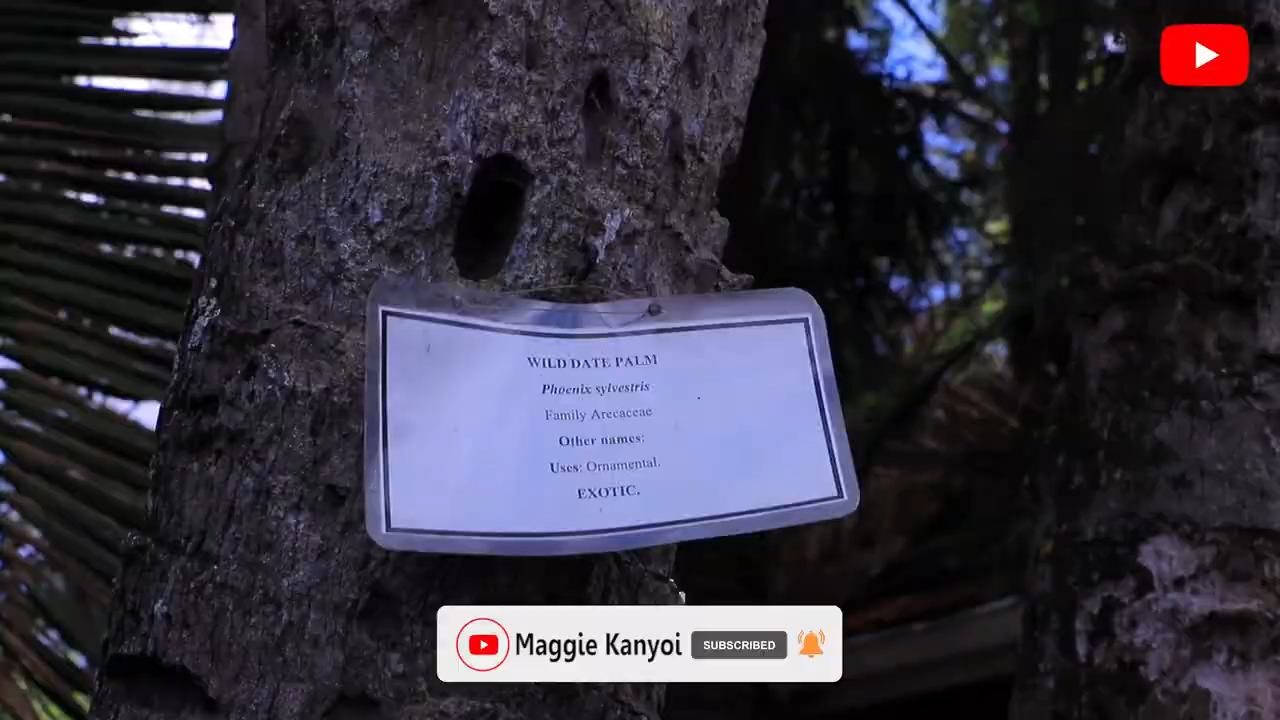 WILD DATE PALM
Phoenix sylvestris
Family Arecaceae
Other names:
Uses: Ornamental.
EXOTIC.
Maggie Kanyoi SUBSCRIBED